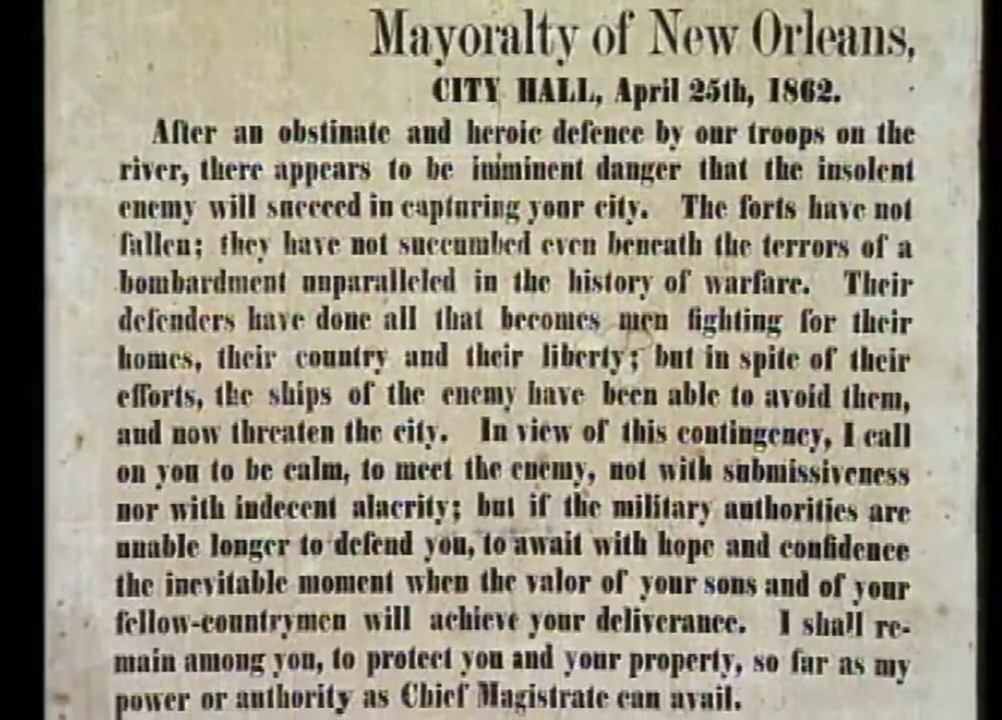 Mayoralty of New Orleans,
CITY HALL, April 25th, 1862.
After an obstinate and heroic defence by our troops on the
river, there appears to be imminent danger that the insolent
enemy will succeed in capturing your city. The forts have not
fallen; they have not succumbed even beneath the terrors of a
bombardment unparalleled in the history of warfare. Their
defenders have done all that becomes men fighting for their
homes, their country and their liberty; but in spite of their
efforts, the ships of the enemy have been able to avoid them,
and now threaten the city. In view of this contingency, I call
on you to be calm, to meet the enemy, not with submissiveness
nor with indecent alacrity; but if the military authorities are
unable longer to defend you, to await with hope and confidence
the inevitable moment when the valor of your sons and of your
fellow-countrymen will achieve your deliverance. I shall re-
main among you, to protect you and your property, so far as my
power or authority as Chief Magistrate can avail.